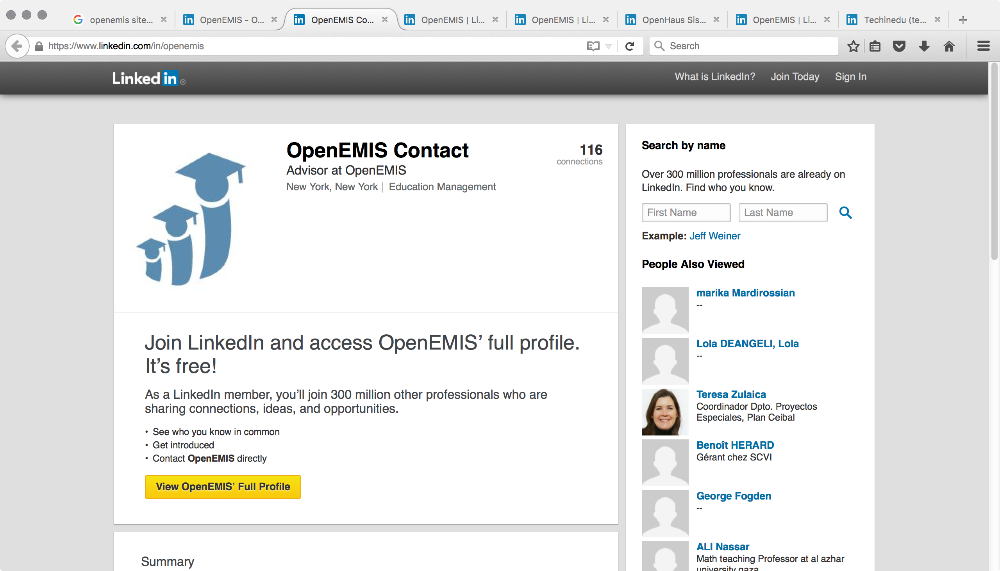 openemis site...
OpenEMIS - O...
OpenEMIS Co...
OpenEMIS | Li...
OpenEMIS | Li...
OpenHaus Sis...
OpenEMIS | Li...
Techinedu (te...
https://www.linkedin.com/in/openemis
Search
Linked in ®
What is LinkedIn?
Join Today
Sign In
OpenEMIS Contact
Advisor at OpenEMIS
New York, New York | Education Management
116
connections
Join LinkedIn and access OpenEMIS’ full profile.
It’s free!
As a LinkedIn member, you’ll join 300 million other professionals who are
sharing connections, ideas, and opportunities.
• See who you know in common
• Get introduced
• Contact OpenEMIS directly
View OpenEMIS’ Full Profile
Summary
Search by name
Over 300 million professionals are already on
LinkedIn. Find who you know.
First Name
Last Name
Example: Jeff Weiner
People Also Viewed
marika Mardirossian
--
Lola DEANGELI, Lola
--
Teresa Zulaica
Coordinador Dpto. Proyectos
Especiales, Plan Ceibal
Benoît HERARD
Gérant chez SCVI
George Fogden
--
ALI Nassar
Math teaching Professor at al azhar
university gaza